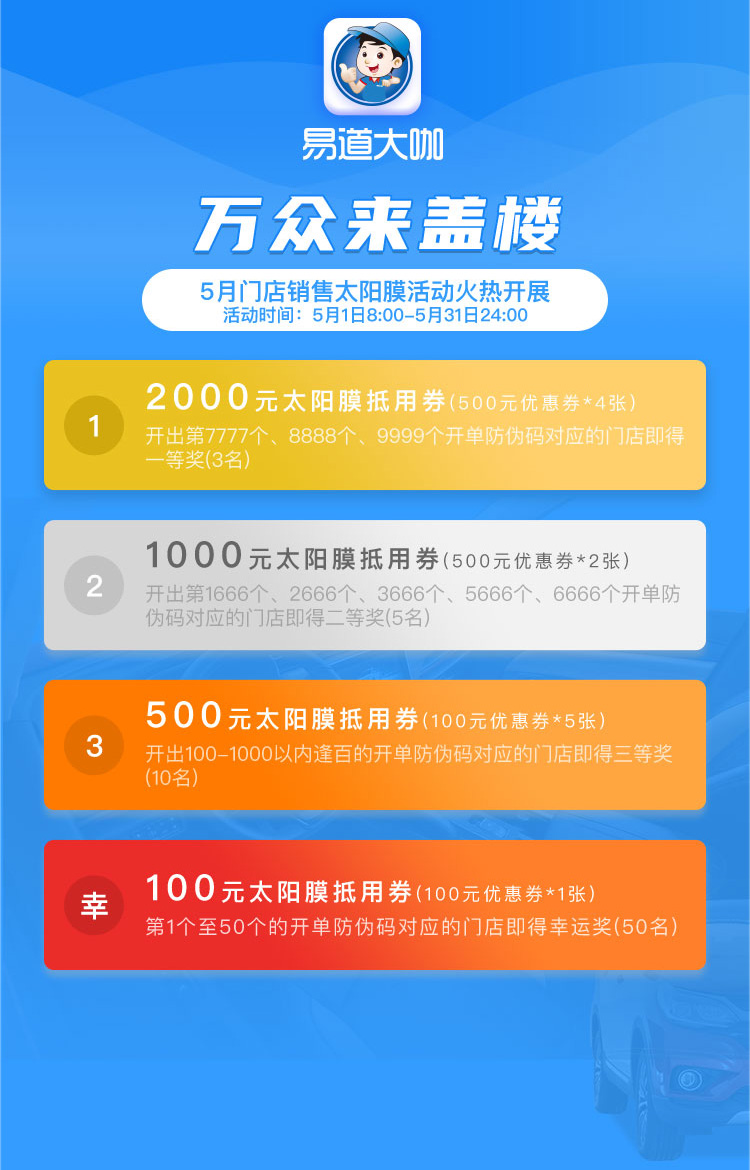 易道大咖
万众来盖楼
5月门店销售太阳膜活动火热开展
活动时间：5月1日8:00-5月31日24:00
1
2000元太阳膜抵用券(500元优惠券*4张)
开出第7777个、8888个、9999个开单防伪码对应的门店即得
一等奖(3名)
2
1000元太阳膜抵用券(500元优惠券*2张)
开出第1666个、2666个、3666个、5666个、6666个开单防
伪码对应的门店即得二等奖(5名)
3
500元太阳膜抵用券(100元优惠券*5张)
开出100-1000以内逢百的开单防伪码对应的门店即得三等奖
(10名)
幸
100元太阳膜抵用券(100元优惠券*1张)
第1个至50个的开单防伪码对应的门店即得幸运奖(50名)